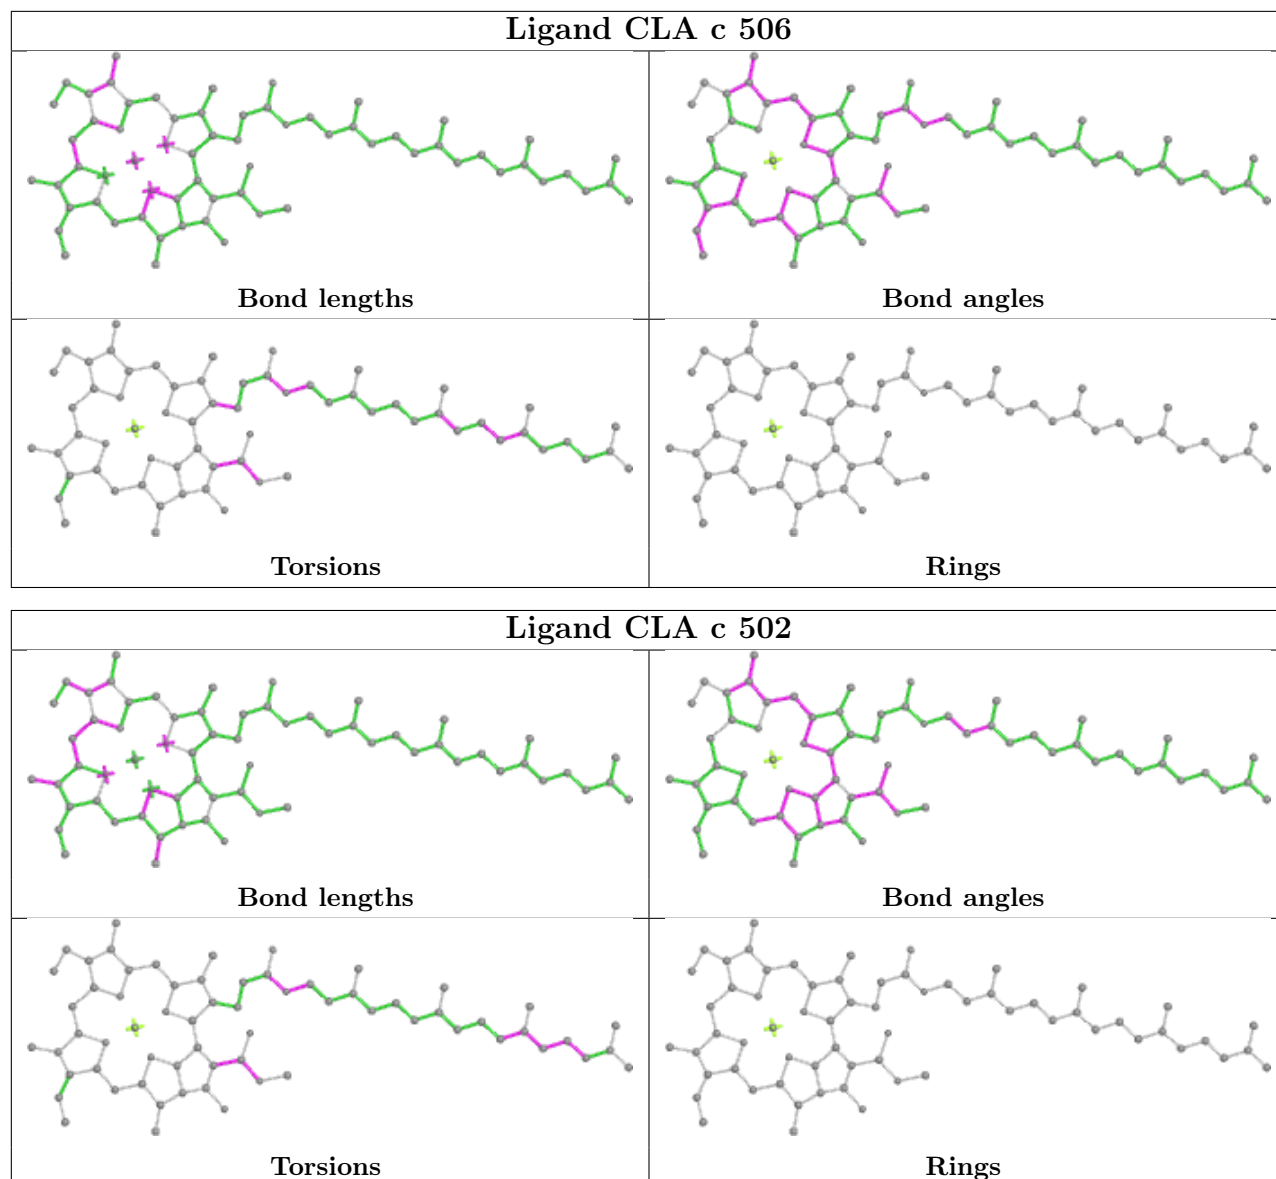 Ligand CLA c 506
Bond lengths
Bond angles
Torsions
Rings
Ligand CLA c 502
Bond lengths
Bond angles
Torsions
Rings